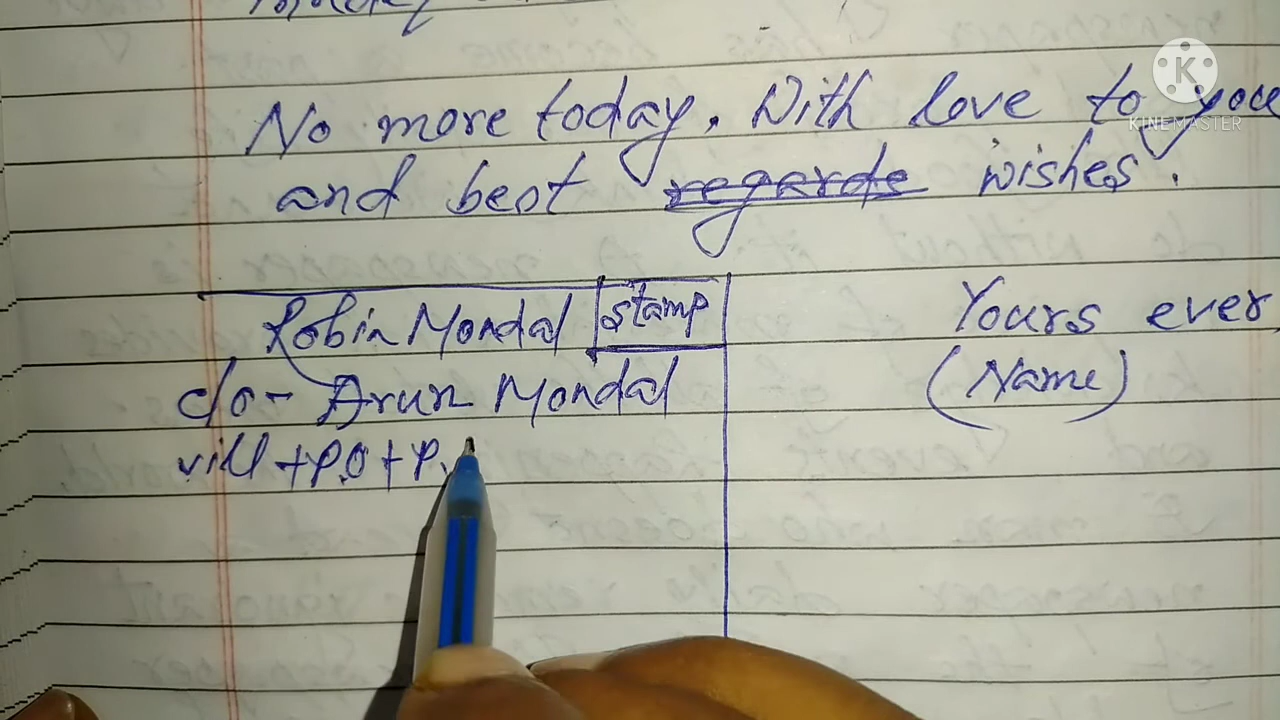 No more today. With love to you
and best regards wishes.
Robin Mondal
stamp
c/o- Arun Mondal
vill + P.O + P.
Yours ever,
(Name)
K
KINEMASTER